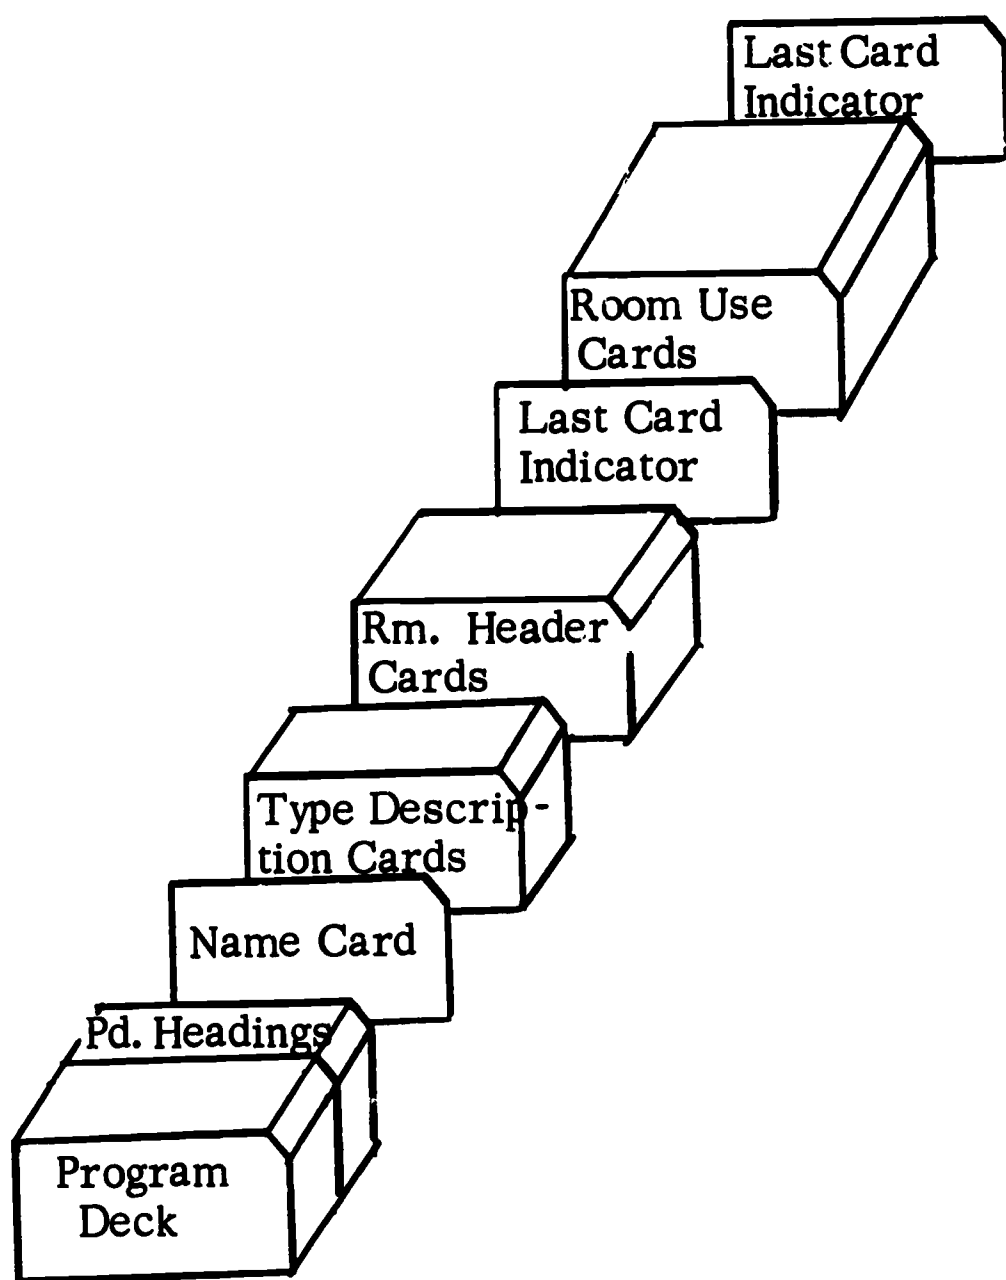 Last Card
Indicator
Room Use
Cards
Last Card
Indicator
Rm. Header
Cards
Type Descrip-
tion Cards
Name Card
Pd. Headings
Program
Deck